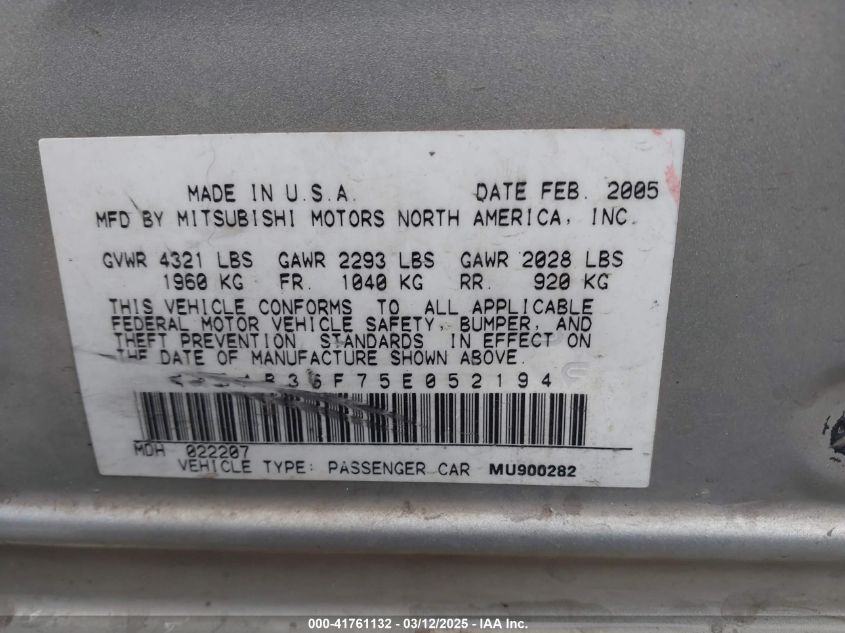 MADE IN U.S.A. DATE FEB. 2005
MFD BY MITSUBISHI MOTORS NORTH AMERICA, INC.
GVWR 4321 LBS GAWR 2293 LBS GAWR 2028 LBS
1960 KG FR. 1040 KG RR. 920 KG
THIS VEHICLE CONFORMS TO ALL APPLICABLE
FEDERAL MOTOR VEHICLE SAFETY, BUMPER, AND
THEFT PREVENTION STANDARDS IN EFFECT ON
THE DATE OF MANUFACTURE SHOWN ABOVE.
MDH 022207
VEHICLE TYPE: PASSENGER CAR MU900282
000-41761132 - 03/12/2025 - © IAA Inc.